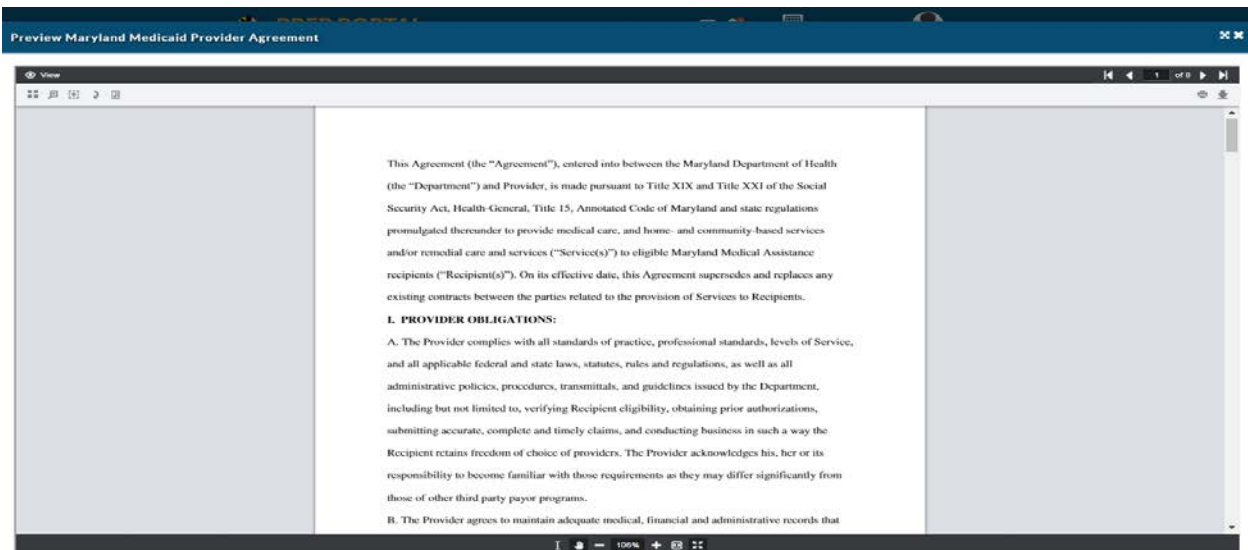 PREP PORTAL
Preview Maryland Medicaid Provider Agreement
View
1 of 8
This Agreement (the “Agreement”), entered into between the Maryland Department of Health
(the “Department”) and Provider, is made pursuant to Title XIX and Title XXI of the Social
Security Act, Health-General, Title 15, Annotated Code of Maryland and state regulations
promulgated thereunder to provide medical care, and home- and community-based services
and/or remedial care and services (“Service(s)”) to eligible Maryland Medical Assistance
recipients (“Recipient(s)”). On its effective date, this Agreement supersedes and replaces any
existing contracts between the parties related to the provision of Services to Recipients.
I. PROVIDER OBLIGATIONS:
A. The Provider complies with all standards of practice, professional standards, levels of Service,
and all applicable federal and state laws, statutes, rules and regulations, as well as all
administrative policies, procedures, transmittals, and guidelines issued by the Department,
including but not limited to, verifying Recipient eligibility, obtaining prior authorizations,
submitting accurate, complete and timely claims, and conducting business in such a way the
Recipient retains freedom of choice of providers. The Provider acknowledges his, her or its
responsibility to become familiar with those requirements as they may differ significantly from
those of other third party payor programs.
B. The Provider agrees to maintain adequate medical, financial and administrative records that
106%